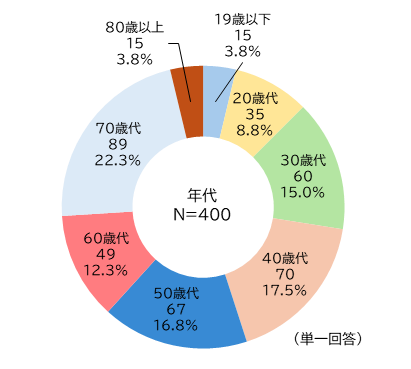 19歳以下
15
3.8%
20歳代
35
8.8%
30歳代
60
15.0%
40歳代
70
17.5%
50歳代
67
16.8%
60歳代
49
12.3%
70歳代
89
22.3%
80歳以上
15
3.8%
年代
N=400
（単一回答）